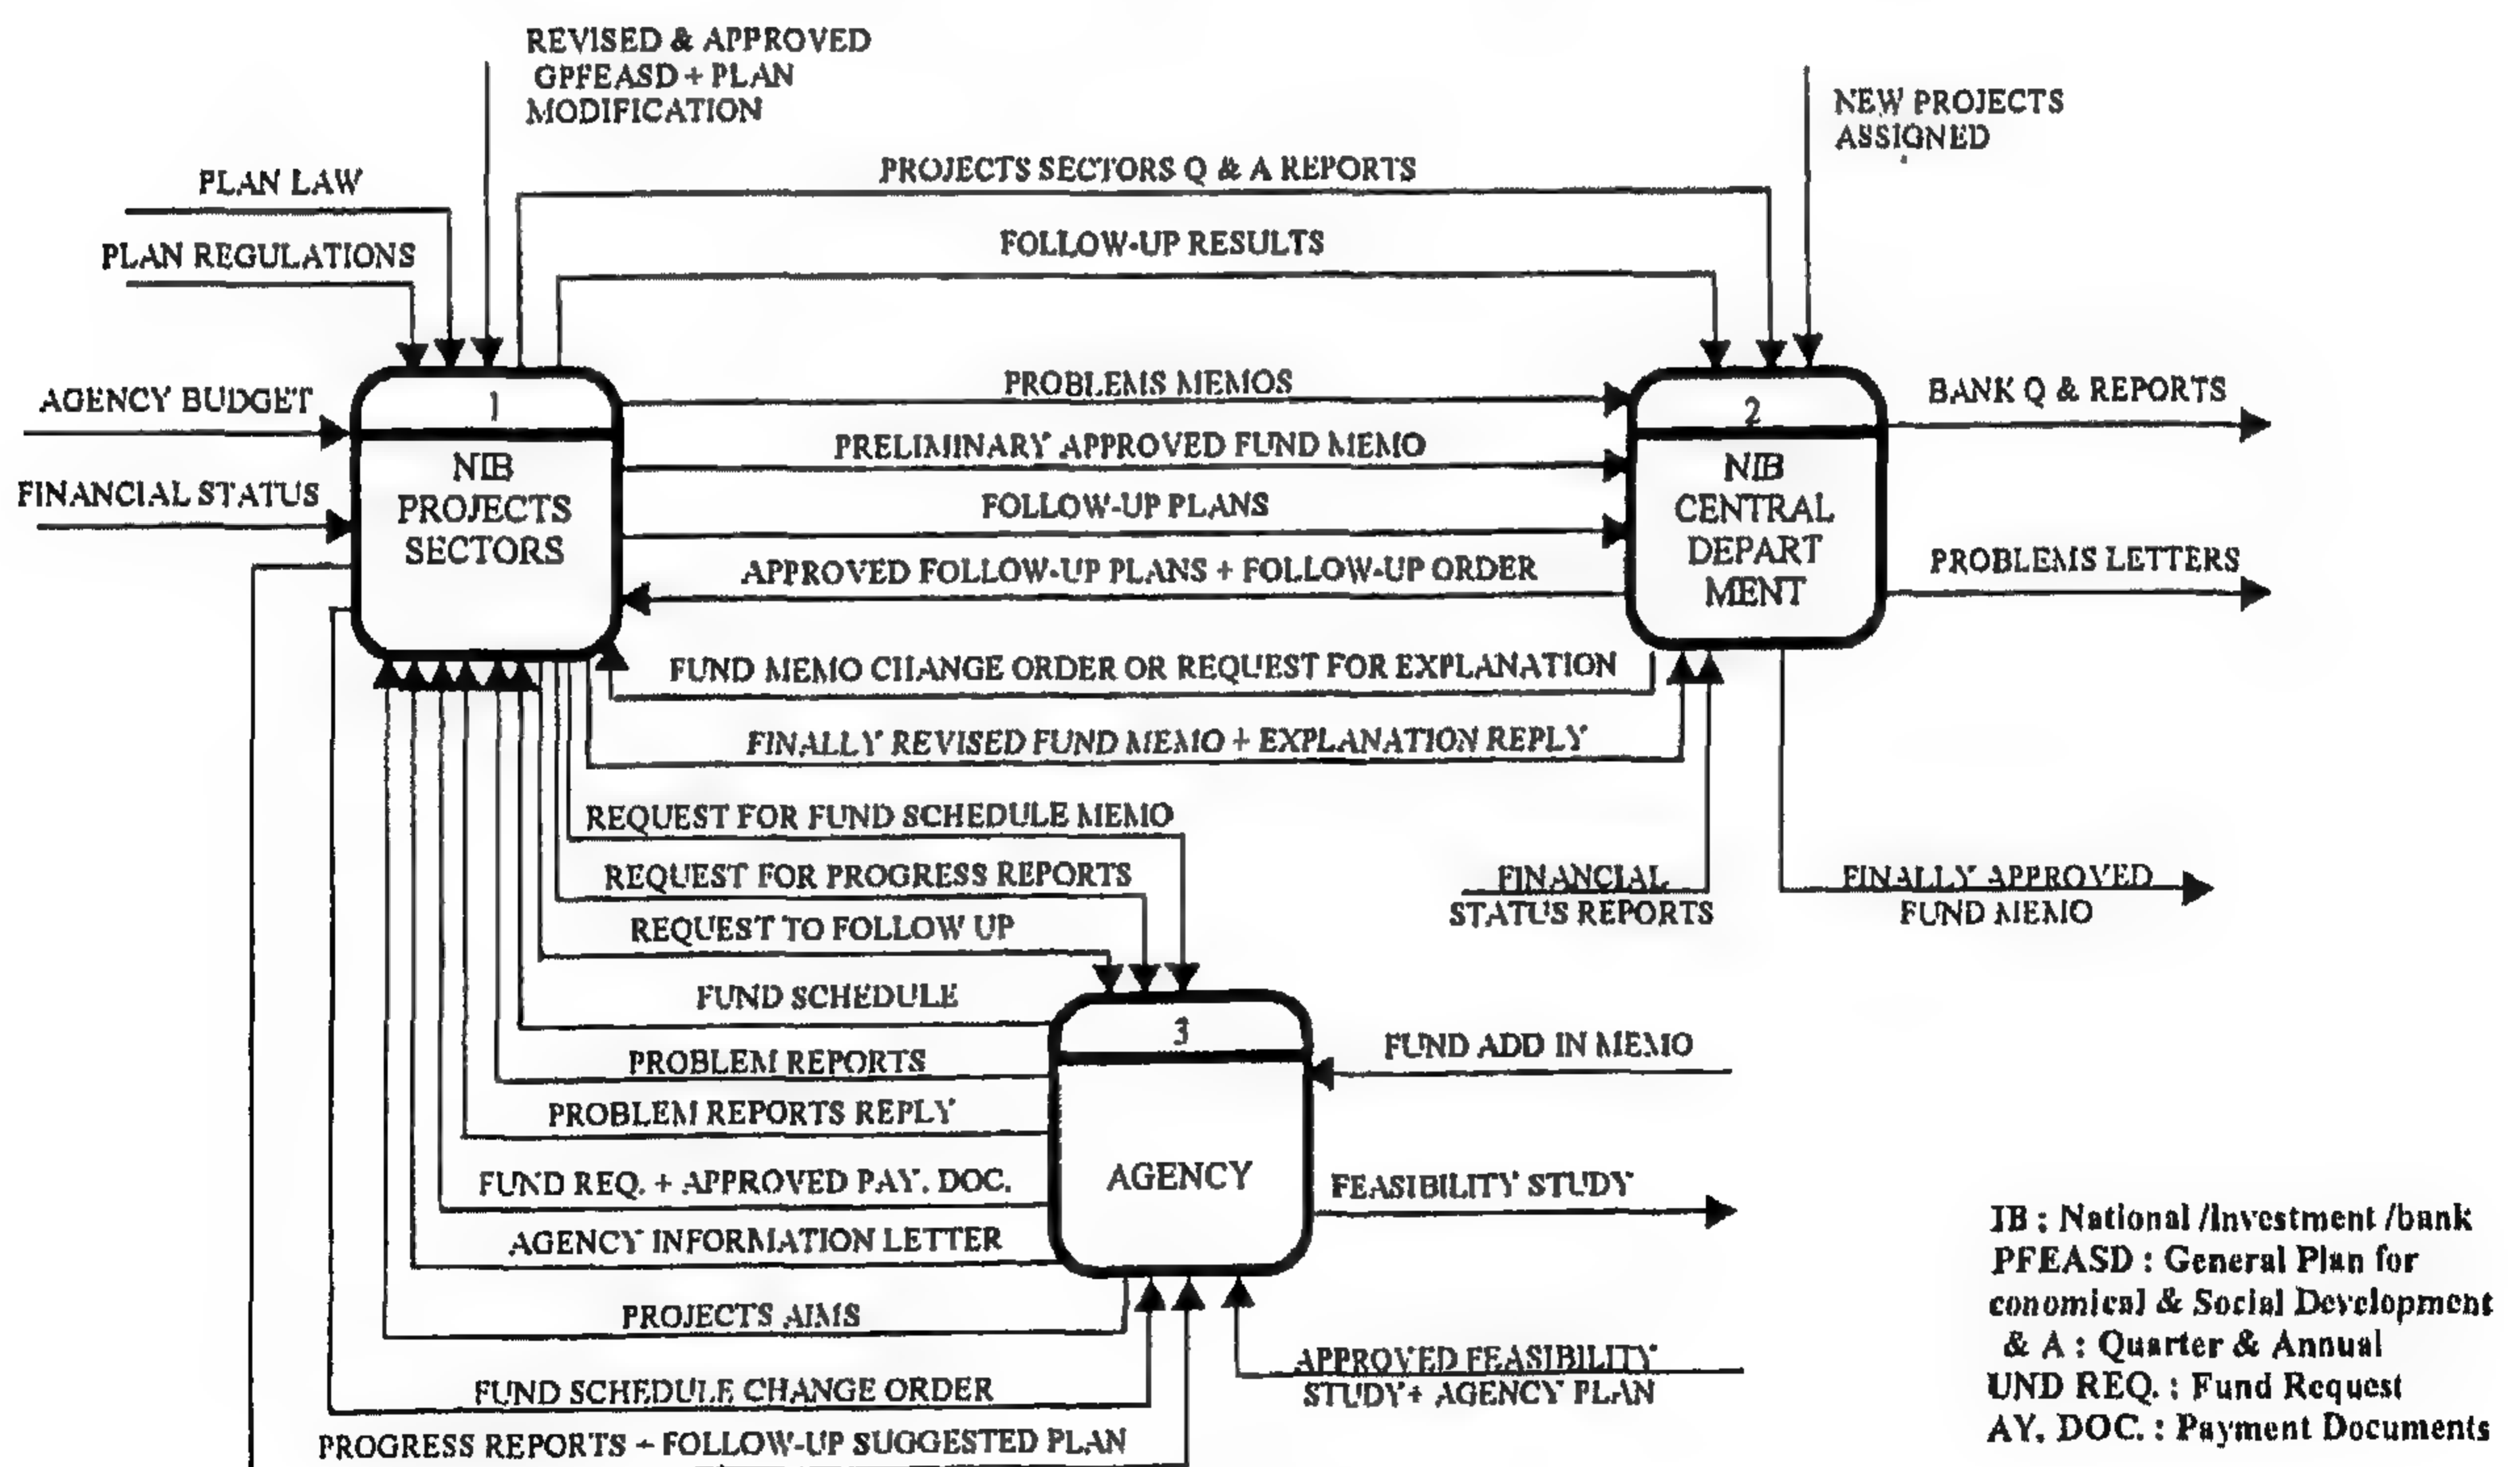 REVISED & APPROVED
GPFEASD + PLAN
MODIFICATION
NEW PROJECTS
ASSIGNED
PLAN LAW
PROJECTS SECTORS Q & A REPORTS
PLAN REGULATIONS
FOLLOW-UP RESULTS
AGENCY BUDGET
FINANCIAL STATUS
1
NIB
PROJECTS
SECTORS
PROBLEMS MEMOS
PRELIMINARY APPROVED FUND MEMO
FOLLOW-UP PLANS
APPROVED FOLLOW-UP PLANS + FOLLOW-UP ORDER
2
NIB
CENTRAL
DEPART
MENT
BANK Q & REPORTS
PROBLEMS LETTERS
FUND MEMO CHANGE ORDER OR REQUEST FOR EXPLANATION
FINALLY REVISED FUND MEMO + EXPLANATION REPLY
REQUEST FOR FUND SCHEDULE MEMO
REQUEST FOR PROGRESS REPORTS
REQUEST TO FOLLOW UP
FINANCIAL
STATUS REPORTS
FINALLY APPROVED
FUND MEMO
FUND SCHEDULE
PROBLEM REPORTS
PROBLEM REPORTS REPLY
FUND REQ. + APPROVED PAY. DOC.
AGENCY INFORMATION LETTER
PROJECTS AIMS
FUND SCHEDULE CHANGE ORDER
PROGRESS REPORTS - FOLLOW-UP SUGGESTED PLAN
3
AGENCY
FUND ADD IN MEMO
FEASIBILITY STUDY
APPROVED FEASIBILITY
STUDY+ AGENCY PLAN
IB : National /Investment /bank
PFEASD : General Plan for
conomical & Social Development
& A : Quarter & Annual
UND REQ. : Fund Request
AY. DOC. : Payment Documents